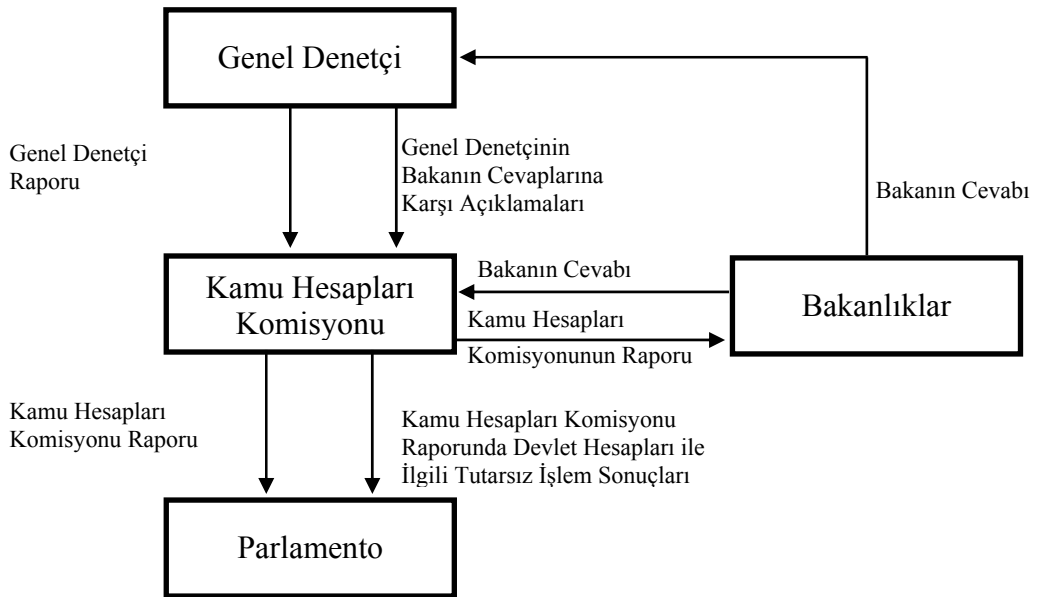 Genel Denetçi
Genel Denetçi
Raporu
Genel Denetçinin
Bakanın Cevaplarına
Karşı Açıklamaları
Bakanın Cevabı
Kamu Hesapları
Komisyonu
Bakanın Cevabı
Kamu Hesapları
Komisyonunun Raporu
Bakanlıklar
Kamu Hesapları
Komisyonu Raporu
Kamu Hesapları Komisyonu
Raporunda Devlet Hesapları ile
İlgili Tutarsız İşlem Sonuçları
Parlamento